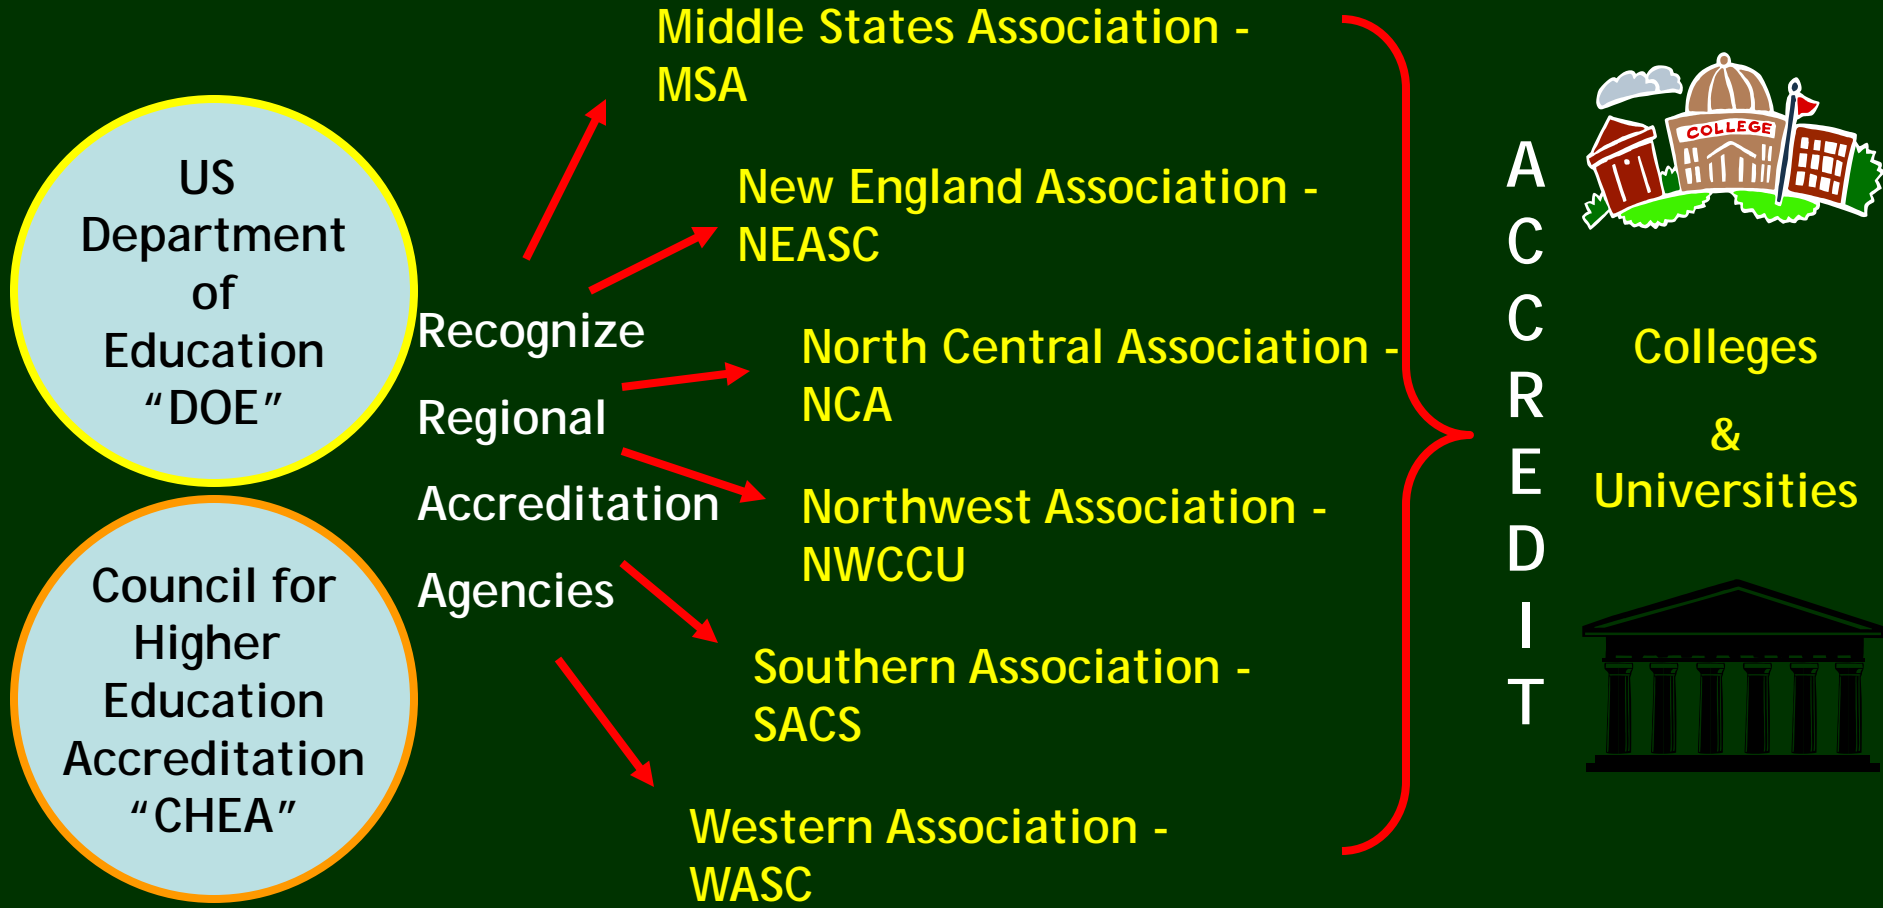 US
Department
of
Education
“DOE”
Council for
Higher
Education
Accreditation
“CHEA”
Recognize
Regional
Accreditation
Agencies
Middle States Association -
MSA
New England Association -
NEASC
North Central Association -
NCA
Northwest Association -
NWCCU
Southern Association -
SACS
Western Association -
WASC
A
C
C
R
E
D
I
T
COLLEGE
Colleges
&
Universities